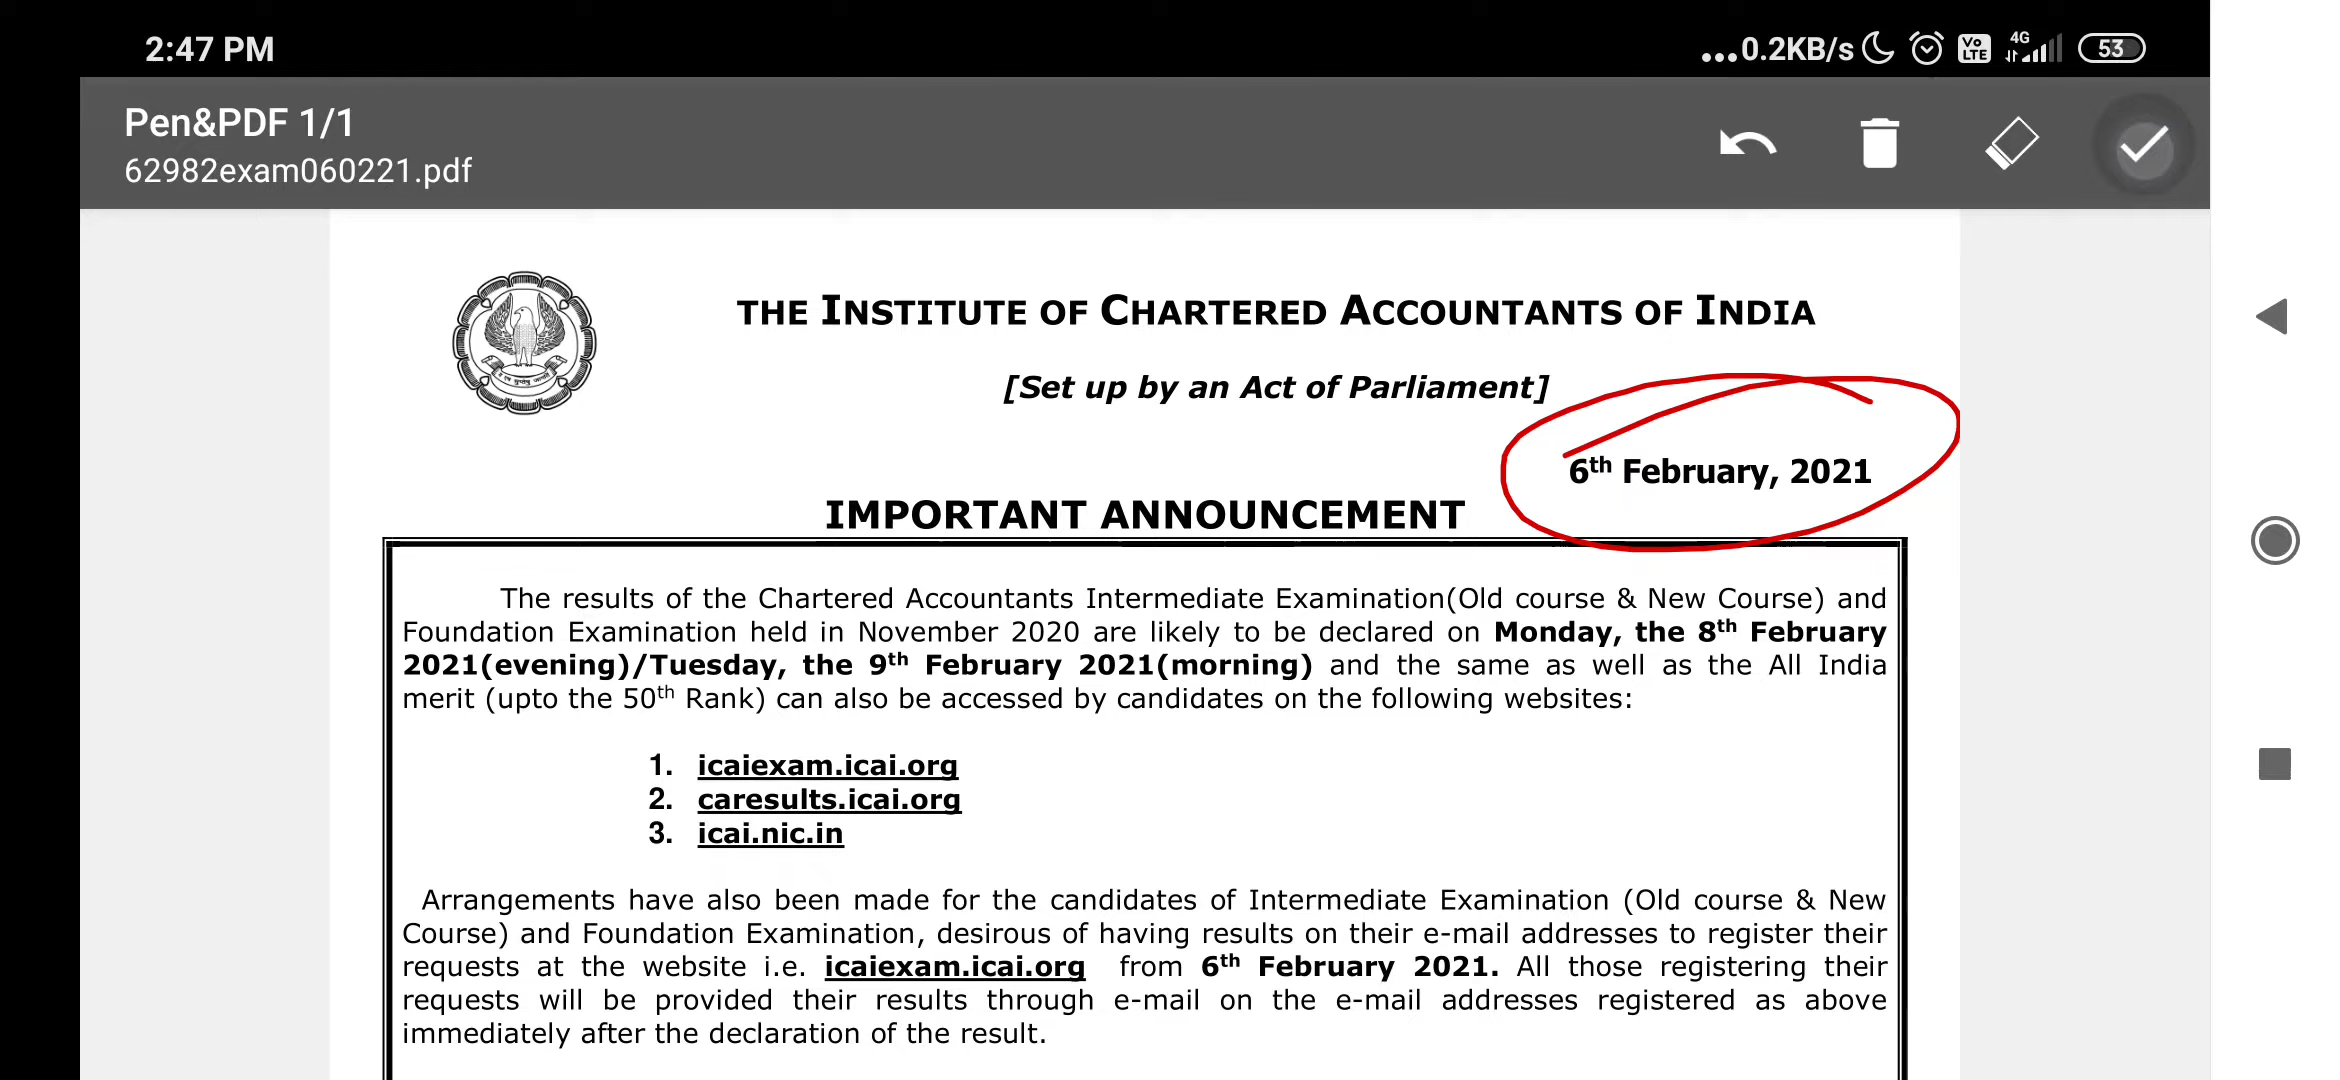 2:47 PM
...0.2KB/s Vo LTE 4G 53
Pen&PDF 1/1
62982exam060221.pdf
THE INSTITUTE OF CHARTERED ACCOUNTANTS OF INDIA
[Set up by an Act of Parliament]
6th February, 2021
IMPORTANT ANNOUNCEMENT
The results of the Chartered Accountants Intermediate Examination(Old course & New Course) and
Foundation Examination held in November 2020 are likely to be declared on Monday, the 8th February
2021(evening)/Tuesday, the 9th February 2021(morning) and the same as well as the All India
merit (upto the 50th Rank) can also be accessed by candidates on the following websites:
1. icaiexam.icai.org
2. caresults.icai.org
3. icai.nic.in
Arrangements have also been made for the candidates of Intermediate Examination (Old course & New
Course) and Foundation Examination, desirous of having results on their e-mail addresses to register their
requests at the website i.e. icaiexam.icai.org from 6th February 2021. All those registering their
requests will be provided their results through e-mail on the e-mail addresses registered as above
immediately after the declaration of the result.